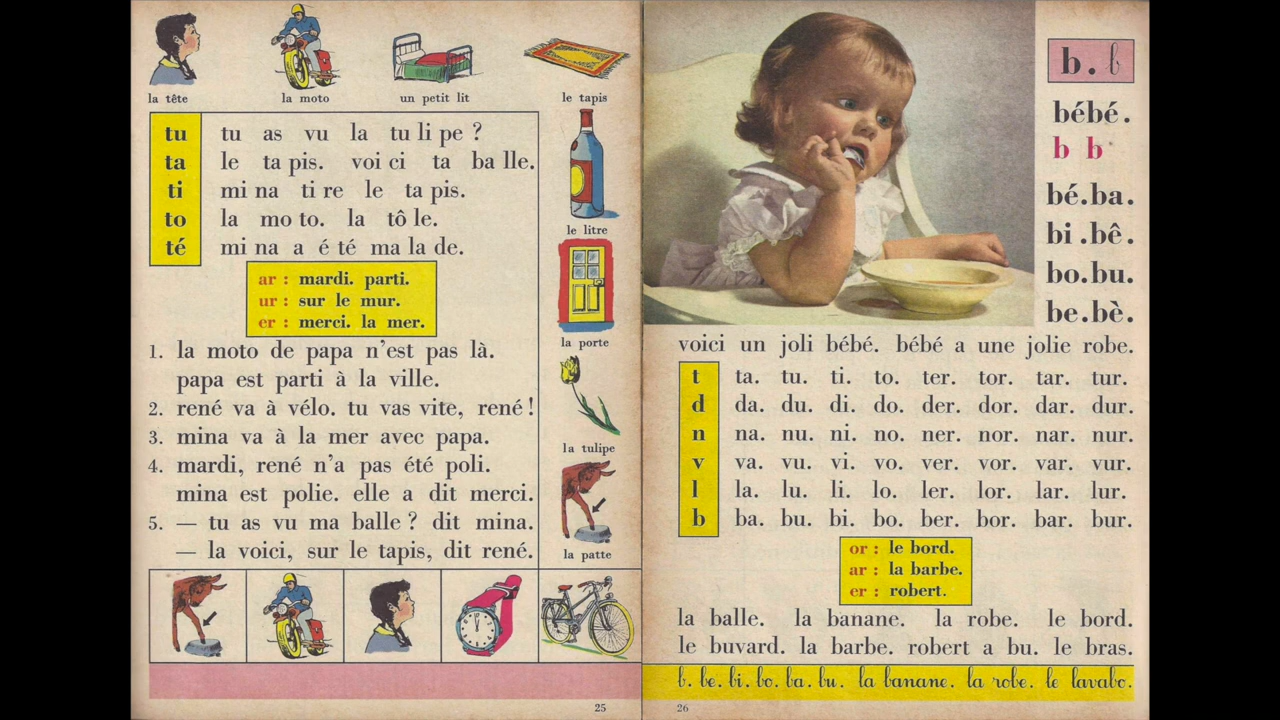 la tête
la moto
un petit lit
le tapis
tu tu as vu la tu li pe ?
ta le ta pis. voi ci ta ba lle.
ti mi na ti re le ta pis.
to la mo to. la tô le.
té mi na a é té ma la de.
ar : mardi. parti.
ur : sur le mur.
er : merci. la mer.
1. la moto de papa n'est pas là.
papa est parti à la ville.
2. rené va à vélo. tu vas vite, rené !
3. mina va à la mer avec papa.
4. mardi, rené n'a pas été poli.
mina est polie. elle a dit merci.
5. — tu as vu ma balle ? dit mina.
— la voici, sur le tapis, dit rené.
le litre
la porte
la tulipe
la patte
25
b. b
bébé.
b b
bé.ba.
bi.bê.
bo.bu.
be.bè.
voici un joli bébé. bébé a une jolie robe.
t ta. tu. ti. to. ter. tor. tar. tur.
d da. du. di. do. der. dor. dar. dur.
n na. nu. ni. no. ner. nor. nar. nur.
v va. vu. vi. vo. ver. vor. var. vur.
l la. lu. li. lo. ler. lor. lar. lur.
b ba. bu. bi. bo. ber. bor. bar. bur.
or : le bord.
ar : la barbe.
er : robert.
la balle. la banane. la robe. le bord.
le buvard. la barbe. robert a bu. le bras.
b. be. bi. bo. ba. bu. la banane. la robe. le lavabo.
26